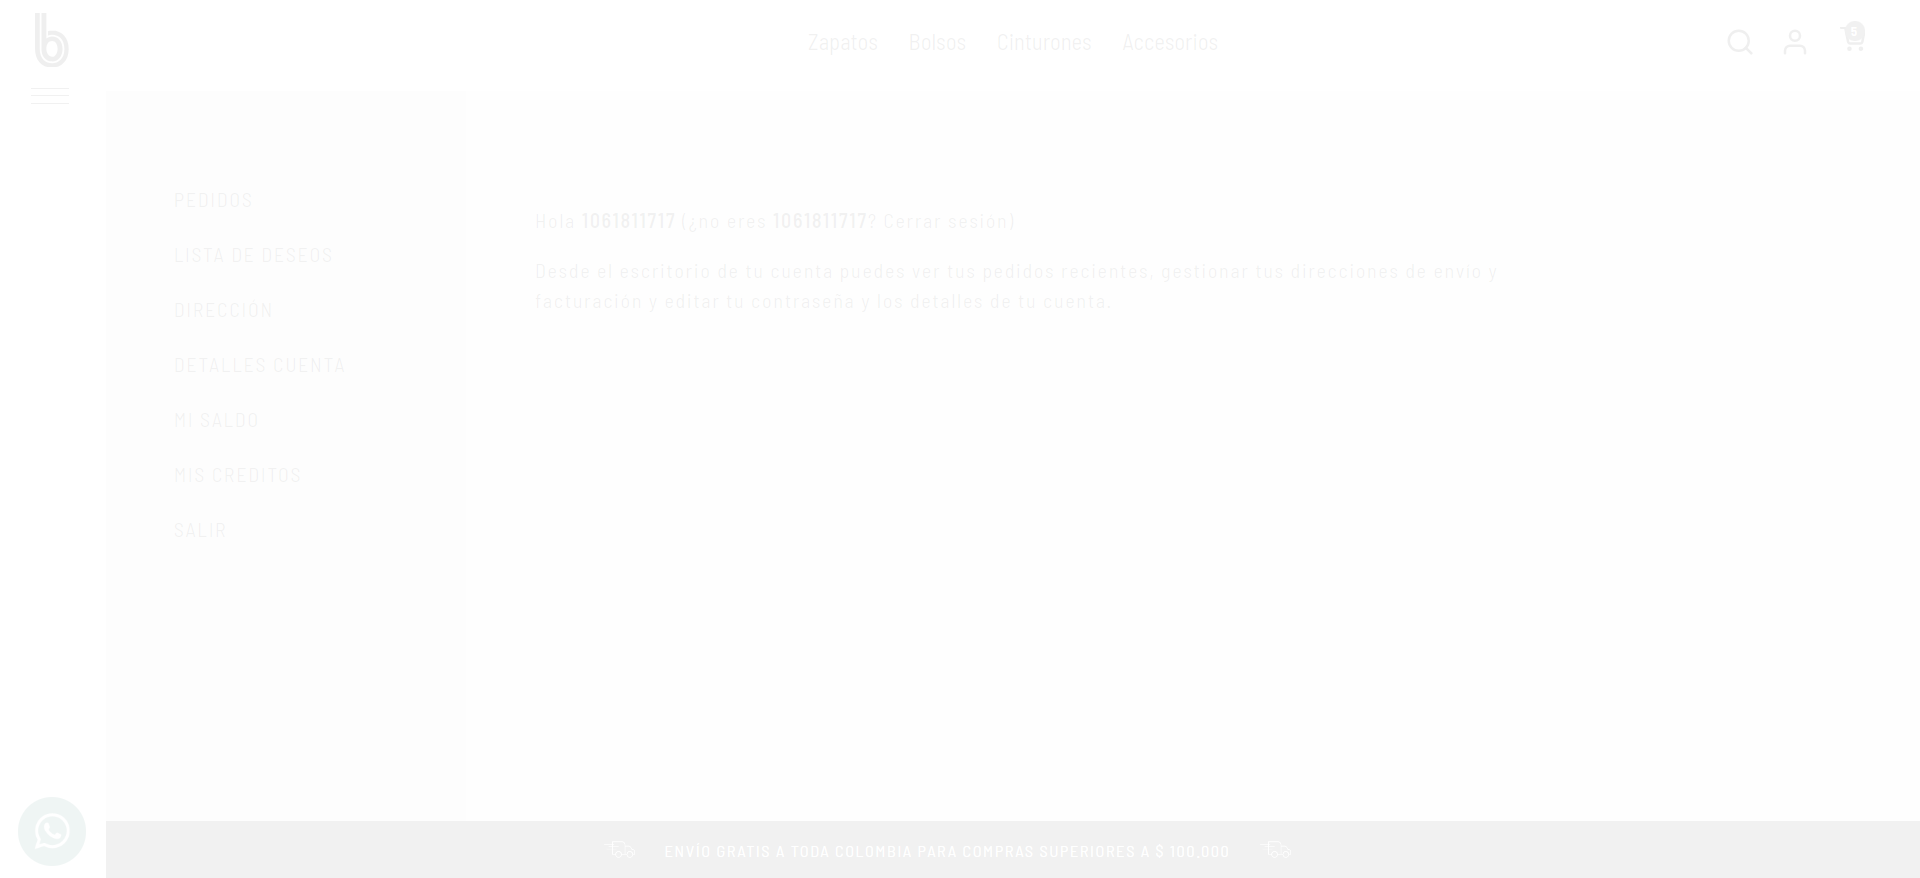 b
Zapatos Bolsos Cinturones Accesorios
5
PEDIDOS
LISTA DE DESEOS
DIRECCIÓN
DETALLES CUENTA
MI SALDO
MIS CREDITOS
SALIR
Hola 1061811717 (¿no eres 1061811717? Cerrar sesión)
Desde el escritorio de tu cuenta puedes ver tus pedidos recientes, gestionar tus direcciones de envío y
facturación y editar tu contraseña y los detalles de tu cuenta.
ENVÍO GRATIS A TODA COLOMBIA PARA COMPRAS SUPERIORES A $ 100.000